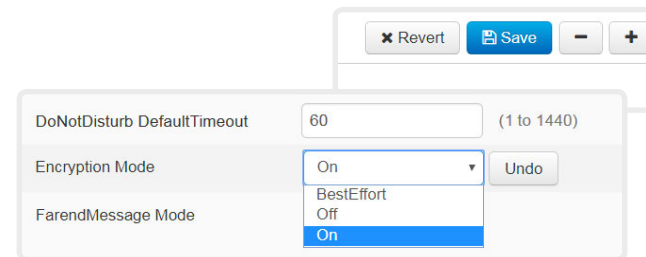 Revert Save
DoNotDisturb DefaultTimeout 60 (1 to 1440)
Encryption Mode On Undo
BestEffort
FarendMessage Mode Off
On